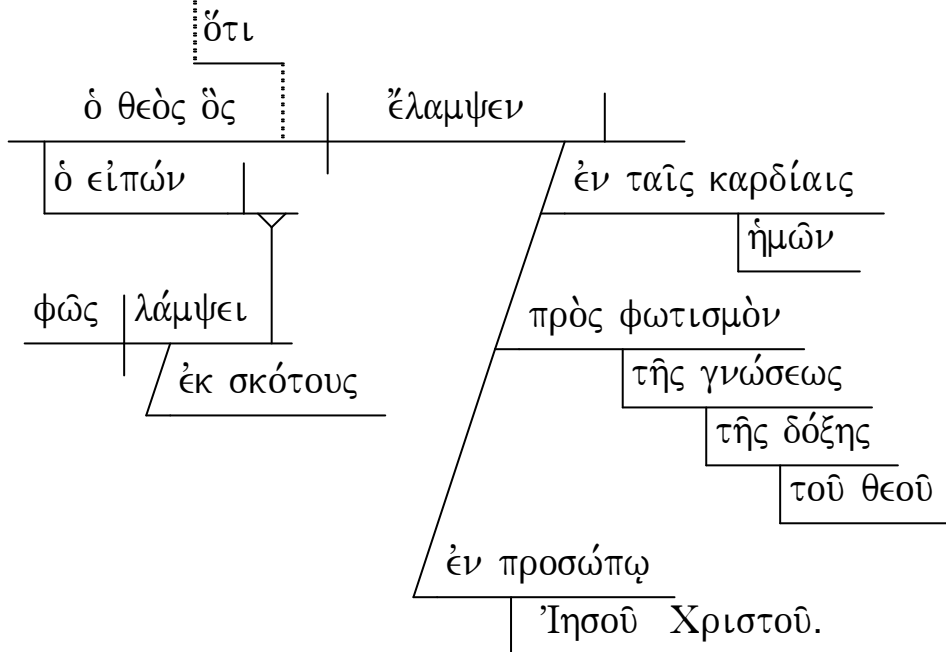 ὅτι
ὁ θεὸς ὃς ἔλαμψεν
ὁ εἰπών
ἐν ταῖς καρδίαις
ἡμῶν
φῶς λάμψει
πρὸς φωτισμὸν
ἐκ σκότους
τῆς γνώσεως
τῆς δόξης
τοῦ θεοῦ
ἐν προσώπῳ
Ἰησοῦ Χριστοῦ.